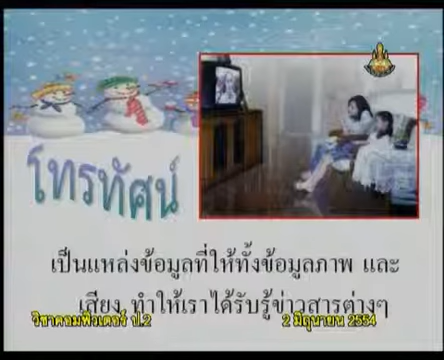 โทรทัศน์
เป็นแหล่งข้อมูลที่ให้ทั้งข้อมูลภาพ และ
เสียง ทำให้เราได้รับรู้ข่าวสารต่างๆ
วิชาคอมพิวเตอร์ ป.2
2 มิถุนายน 2554